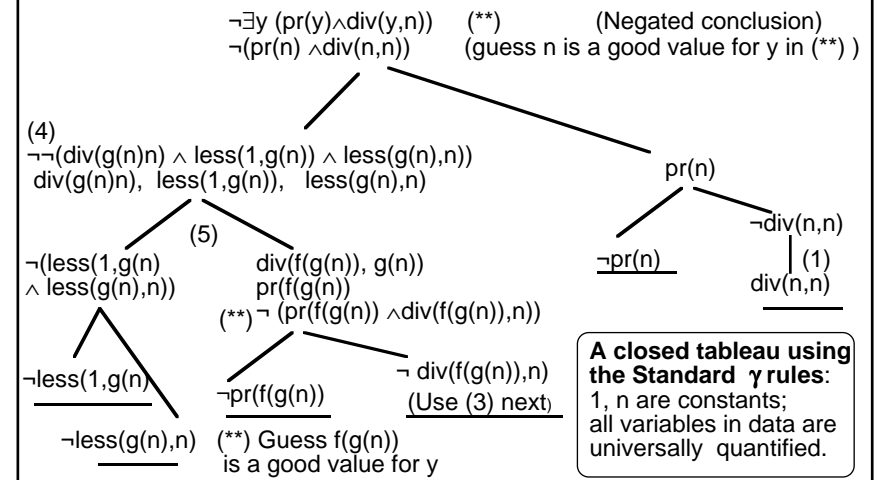 ¬∃y (pr(y)∧div(y,n)) (**) (Negated conclusion)
¬(pr(n) ∧div(n,n)) (guess n is a good value for y in (**) )
(4)
¬¬(div(g(n)n) ∧ less(1,g(n)) ∧ less(g(n),n))
div(g(n)n), less(1,g(n)), less(g(n),n)
pr(n)
(5)
¬(less(1,g(n)
∧ less(g(n),n))
div(f(g(n)), g(n))
pr(f(g(n))
(**) ¬ (pr(f(g(n)) ∧div(f(g(n)),n))
¬pr(n)
¬div(n,n)
(1)
div(n,n)
¬less(1,g(n)
¬less(g(n),n)
¬pr(f(g(n))
¬ div(f(g(n)),n)
(Use (3) next)
(**) Guess f(g(n))
is a good value for y
A closed tableau using
the Standard γ rules:
1, n are constants;
all variables in data are
universally quantified.